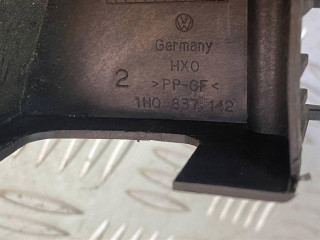 Germany
HXO
2
>PP-GF<
1H0 837 142